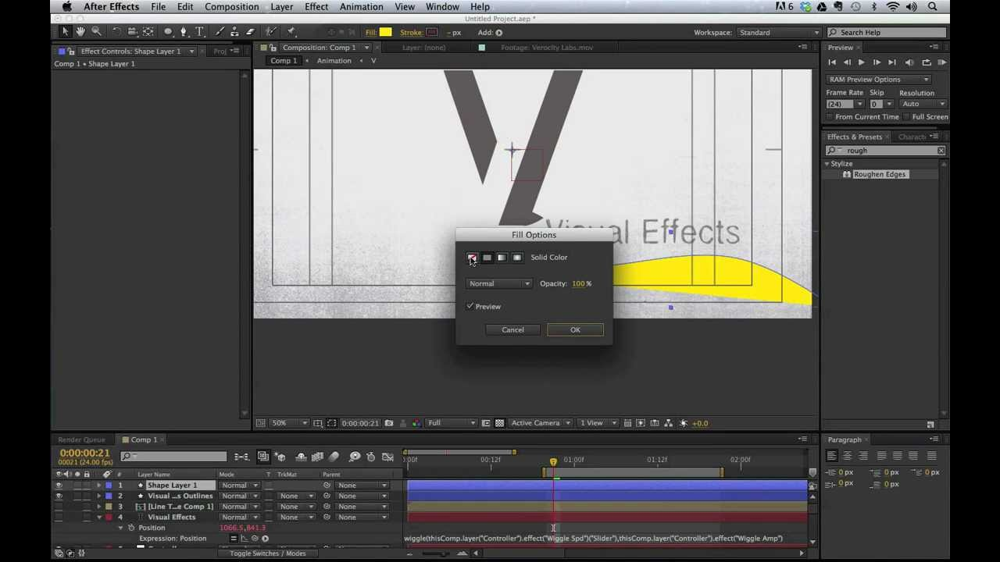 After Effects File Edit Composition Layer Effect Animation View Window Help 6
Untitled Project.aep *
Fill: Stroke: - px Add: Workspace: Standard Search Help
Effect Controls: Shape Layer 1 Proj
Composition: Comp 1 Layer: (none) Footage: Verocity Labs.mov
Preview
Comp 1 • Shape Layer 1
Comp 1 Animation V
RAM Preview Options
Frame Rate Skip Resolution
(24) 0 Auto
From Current Time Full Screen
Effects & Presets Characte
rough
Stylize
Roughen Edges
Visual Effects
Fill Options
Solid Color
Normal Opacity: 100 %
Preview
Cancel OK
50% 0:00:00:21 Full Active Camera 1 View +0.0
Render Queue Comp 1
0:00:00:21
00021 (24.00 fps)
:00f 00:12f 01:00f 01:12f 02:00f
# Layer Name Mode T TrkMat Parent
1 Shape Layer 1 Normal None
2 Visual ...s Outlines Normal None None
3 [Line T...e Comp 1] Normal None None
4 Visual Effects Normal None None
Position 1066.5,841.3
Expression: Position wiggle(thisComp.layer("Controller").effect("Wiggle Spd")("Slider"),thisComp.layer("Controller").effect("Wiggle Amp")
Toggle Switches / Modes
Paragraph
0 px 0 px 0 px
0 px 0 px